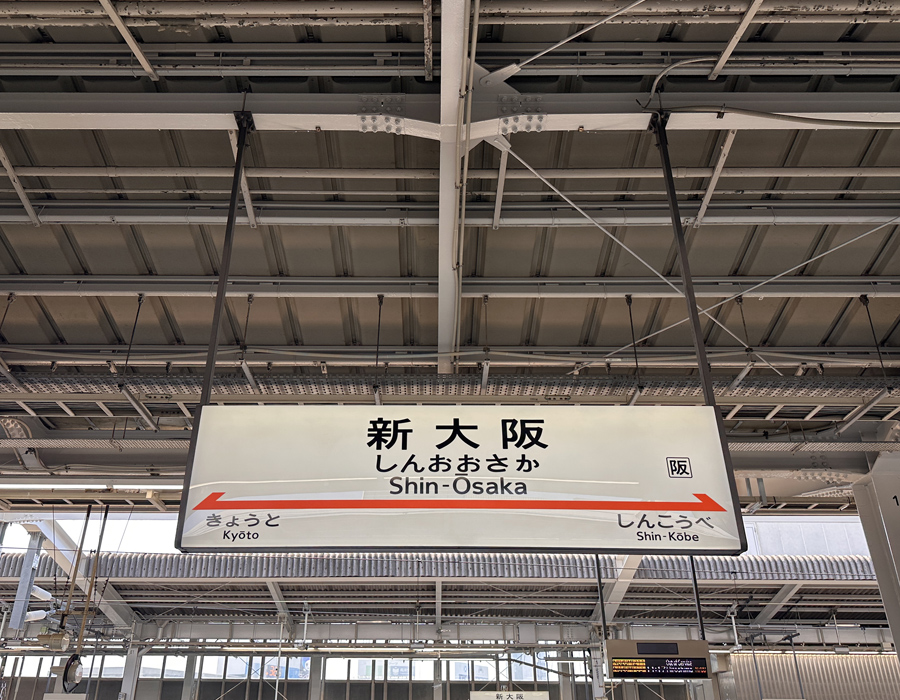 新大阪
しんおおさか
Shin-Ōsaka
阪
きょうと
Kyōto
しんこうべ
Shin-Kōbe
1
新大阪